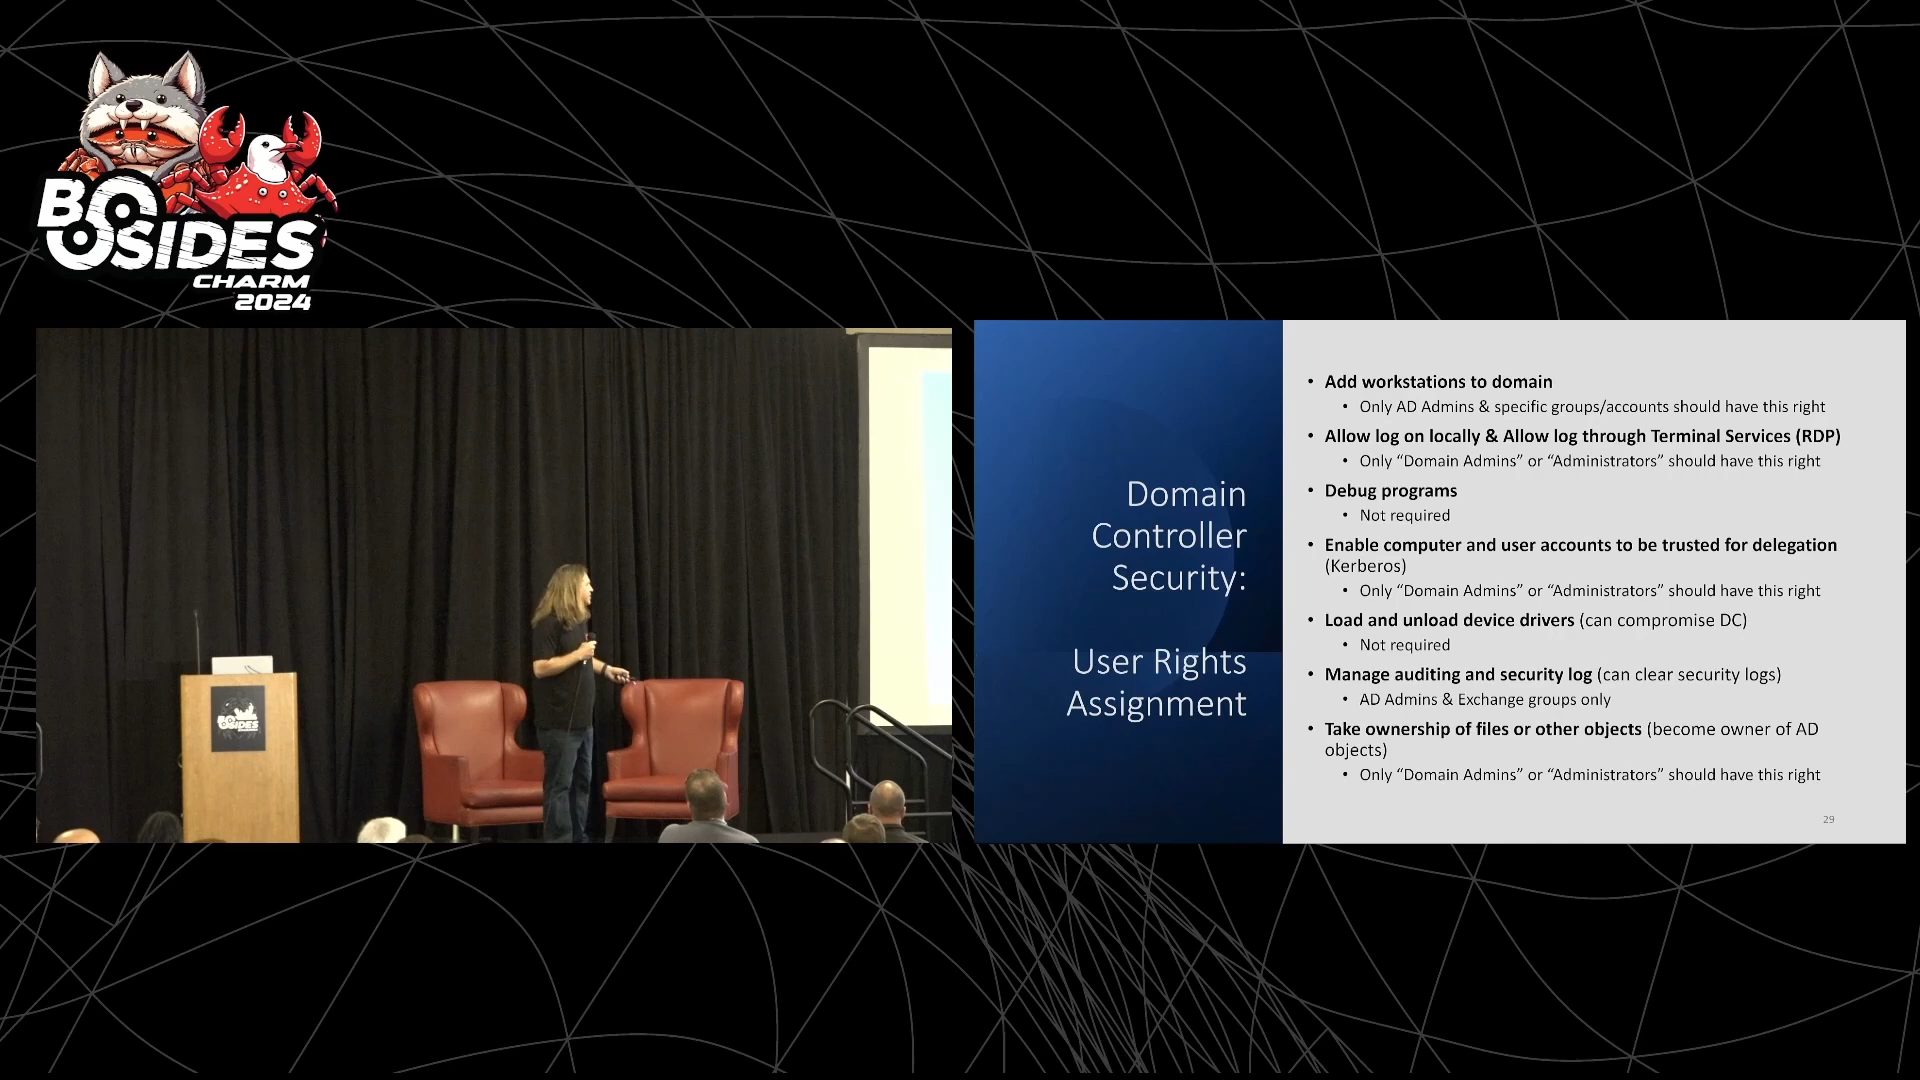 BSIDES
CHARM
2024
BSIDES
Domain
Controller
Security:
User Rights
Assignment
• Add workstations to domain
• Only AD Admins & specific groups/accounts should have this right
• Allow log on locally & Allow log through Terminal Services (RDP)
• Only “Domain Admins” or “Administrators” should have this right
• Debug programs
• Not required
• Enable computer and user accounts to be trusted for delegation
(Kerberos)
• Only “Domain Admins” or “Administrators” should have this right
• Load and unload device drivers (can compromise DC)
• Not required
• Manage auditing and security log (can clear security logs)
• AD Admins & Exchange groups only
• Take ownership of files or other objects (become owner of AD
objects)
• Only “Domain Admins” or “Administrators” should have this right
29